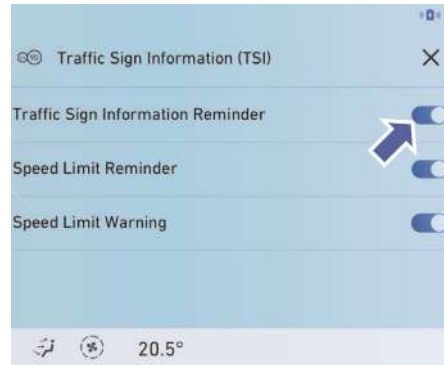 Traffic Sign Information (TSI)
Traffic Sign Information Reminder
Speed Limit Reminder
Speed Limit Warning
20.5°